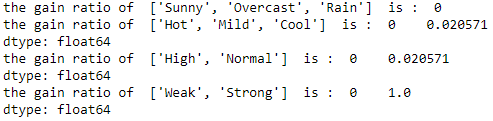 the gain ratio of  ['Sunny', 'Overcast', 'Rain']  is :  0
the gain ratio of  ['Hot', 'Mild', 'Cool']  is :  0    0.020571
dtype: float64
the gain ratio of  ['High', 'Normal']  is :  0    0.020571
dtype: float64
the gain ratio of  ['Weak', 'Strong']  is :  0    1.0
dtype: float64